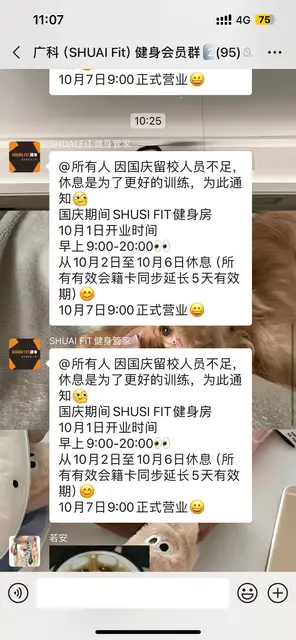 11:07
4G
75
广科（SHUAI Fit）健身会员群(95)
10月7日9:00 正式营业😀
10:25
SHUAI FIT健身管家
@所有人 因国庆留校人员不足，
休息是为了更好的训练，为此通
知🧐
国庆期间 SHUSI FIT 健身房
10月1日开业时间
早上 9:00-20:00👀
从10月2日至10月6日休息（所
有有效会籍卡同步延长 5天有效
期）😊
10月7日9:00 正式营业😀
SHUAI FIT健身管家
@所有人 因国庆留校人员不足，
休息是为了更好的训练，为此通
知🧐
国庆期间 SHUSI FIT 健身房
10月1日开业时间
早上 9:00-20:00👀
从10月2日至10月6日休息（所
有有效会籍卡同步延长 5天有效
期）😊
10月7日9:00 正式营业😀
若安